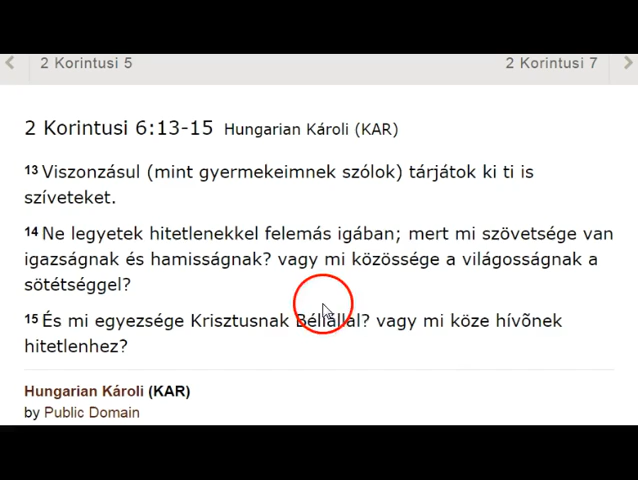 2 Korintusi 5
2 Korintusi 7
2 Korintusi 6:13-15 Hungarian Károli (KAR)
13 Viszonzásul (mint gyermekeimnek szólok) tárjátok ki ti is
szíveteket.
14 Ne legyetek hitetlenekkel felemás igában; mert mi szövetsége van
igazságnak és hamisságnak? vagy mi közössége a világosságnak a
sötétséggel?
15 És mi egyezsége Krisztusnak Béliállal? vagy mi köze hívõnek
hitetlenhez?
Hungarian Károli (KAR)
by Public Domain